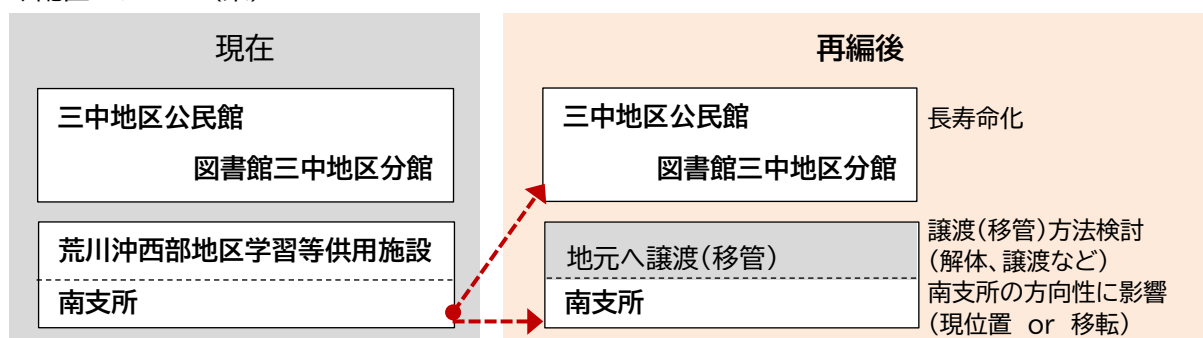 現在
三中地区公民館
図書館三中地区分館
荒川沖西部地区学習等供用施設
南支所
再編後
三中地区公民館
図書館三中地区分館
長寿命化
地元へ譲渡(移管)
南支所
譲渡(移管)方法検討
(解体、譲渡など)
南支所の方向性に影響
(現位置 or 移転)